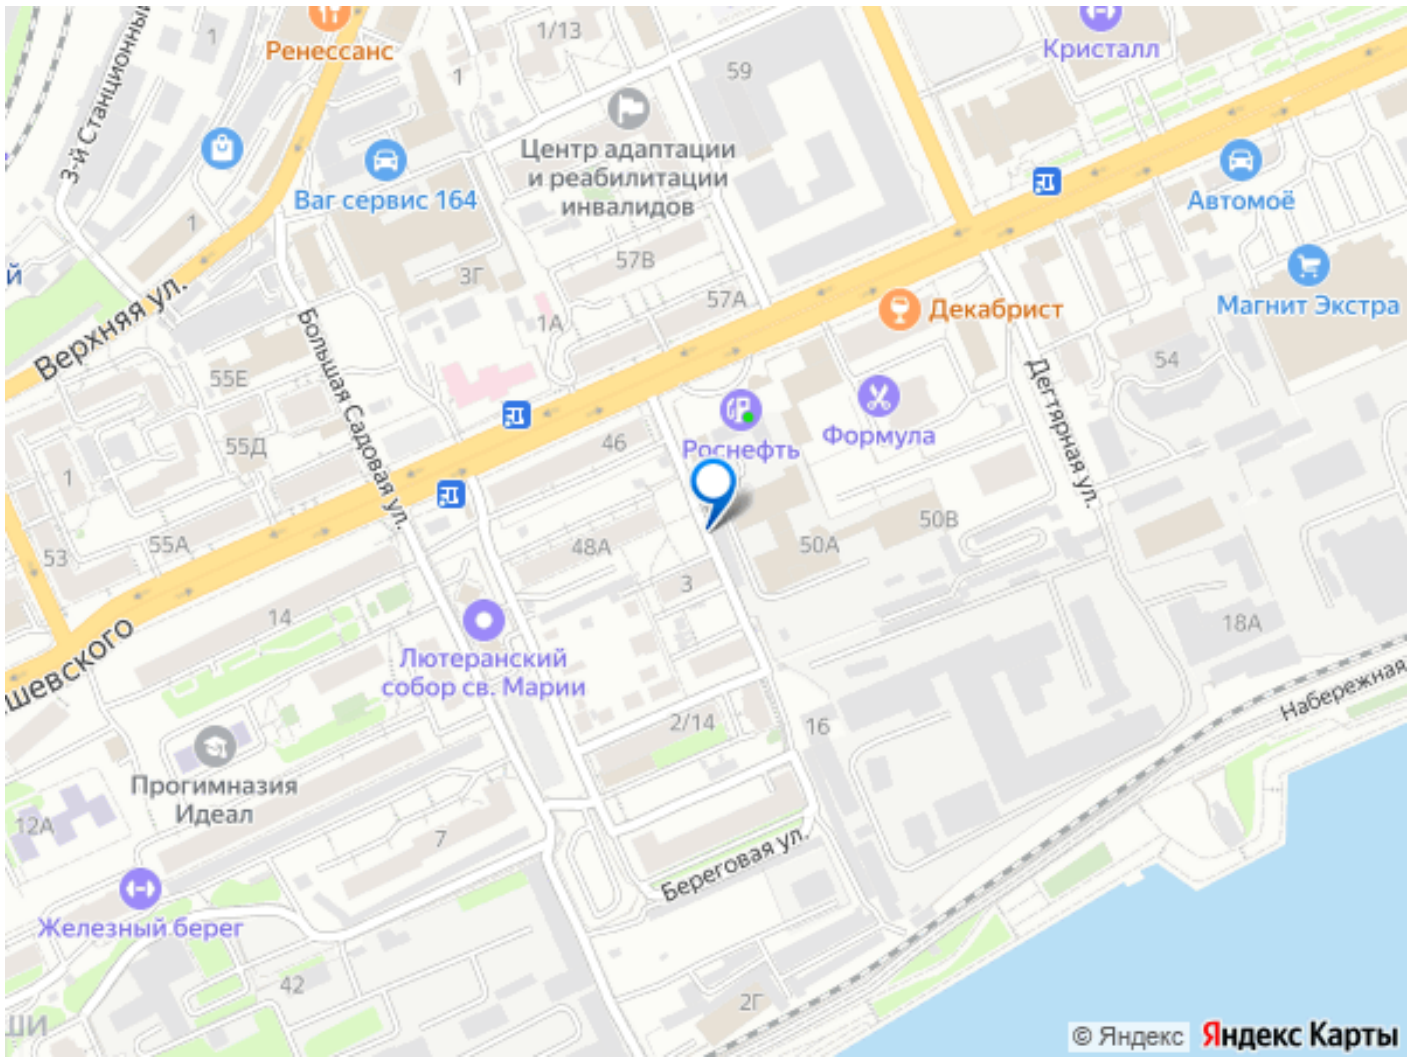 1
1/13
Ренессанс
Кристалл
3-й Станционный
1
59
Центр адаптации
и реабилитации
инвалидов
Ваг сервис 164
Автомоё
1
57В
й
3Г
Магнит Экстра
Верхняя ул.
57А
Декабрист
1А
Большая Садовая ул.
54
55Е
Дегтярная ул.
Формула
46
Роснефть
55Д
1
50В
48А
50А
55А
53
3
14
18А
шевского
Лютеранский
собор св. Марии
Набережная
2/14
16
Прогимназия
Идеал
12А
7
Береговая ул.
Железный берег
42
2Г
ШИ
© Яндекс
Яндекс Карты